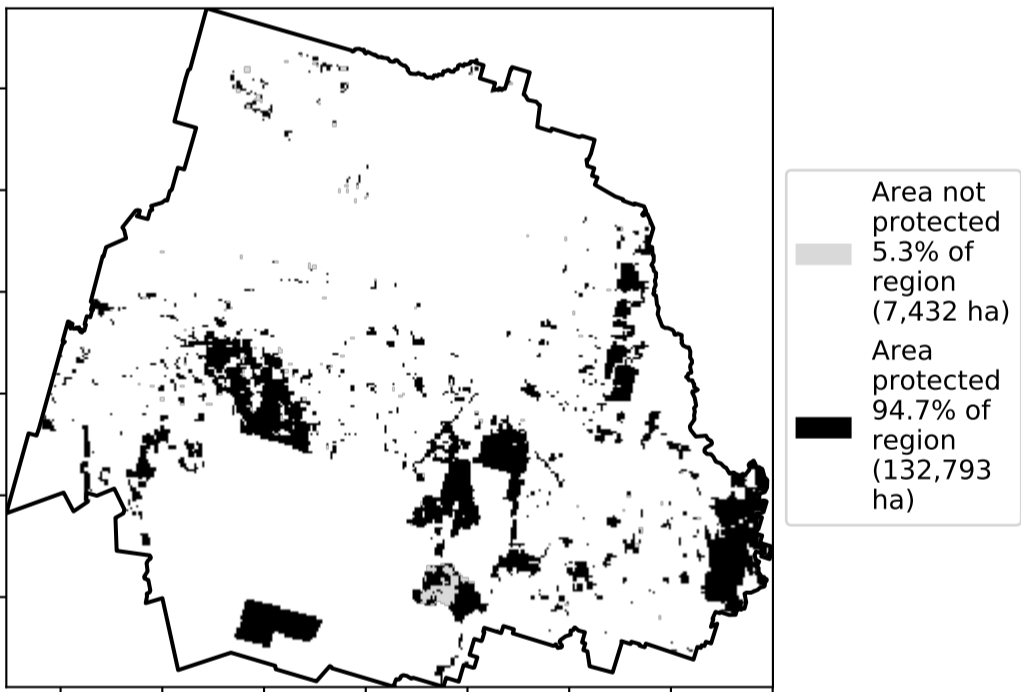 Area not
protected
5.3% of
region
(7,432 ha)
Area
protected
94.7% of
region
(132,793
ha)